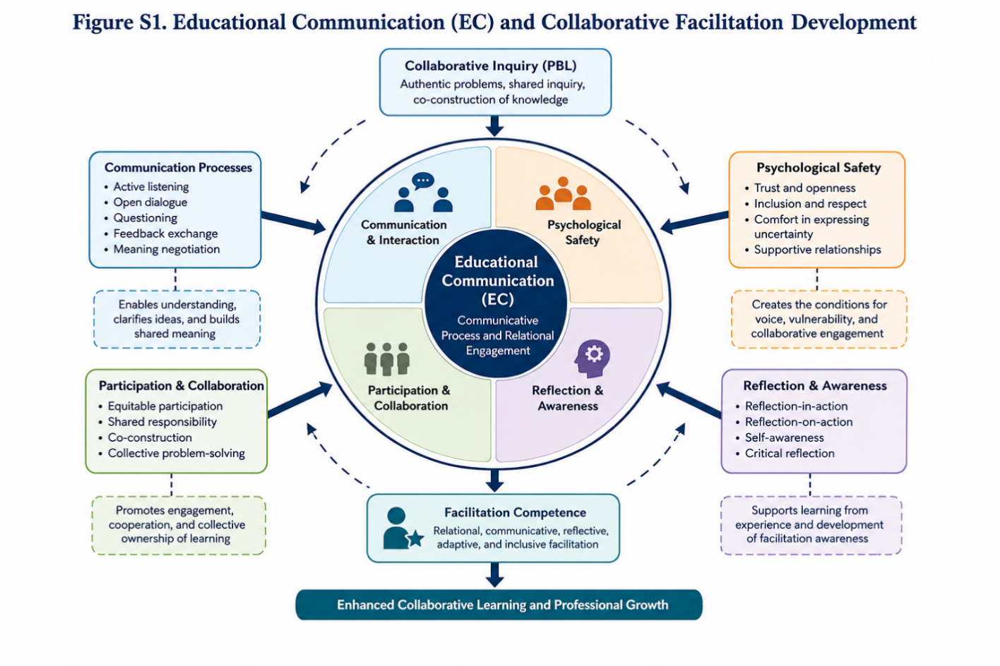 Figure S1. Educational Communication (EC) and Collaborative Facilitation Development
Collaborative Inquiry (PBL)
Authentic problems, shared inquiry,
co-construction of knowledge
Communication Processes
• Active listening
• Open dialogue
• Questioning
• Feedback exchange
• Meaning negotiation
Enables understanding,
clarifies ideas, and builds
shared meaning
Communication
& Interaction
Psychological
Safety
Educational
Communication
(EC)
Communicative
Process and Relational
Engagement
Participation &
Collaboration
Reflection &
Awareness
Psychological Safety
• Trust and openness
• Inclusion and respect
• Comfort in expressing
uncertainty
• Supportive relationships
Creates the conditions for
voice, vulnerability, and
collaborative engagement
Participation & Collaboration
• Equitable participation
• Shared responsibility
• Co-construction
• Collective problem-solving
Promotes engagement,
cooperation, and collective
ownership of learning
Reflection & Awareness
• Reflection-in-action
• Reflection-on-action
• Self-awareness
• Critical reflection
Supports learning from
experience and development
of facilitation awareness
Facilitation Competence
Relational, communicative, reflective,
adaptive, and inclusive facilitation
Enhanced Collaborative Learning and Professional Growth